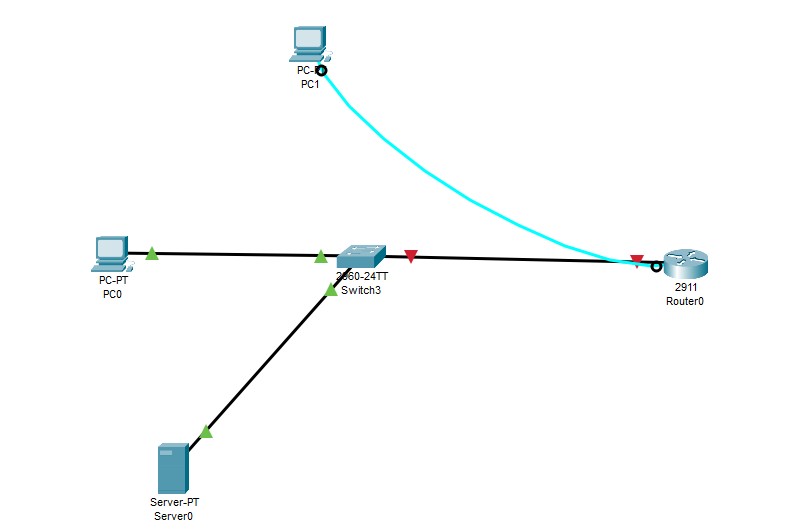 PC1
PC-PT
PC0
2960-24TT
Switch3
2911
Router0
Server-PT
Server0